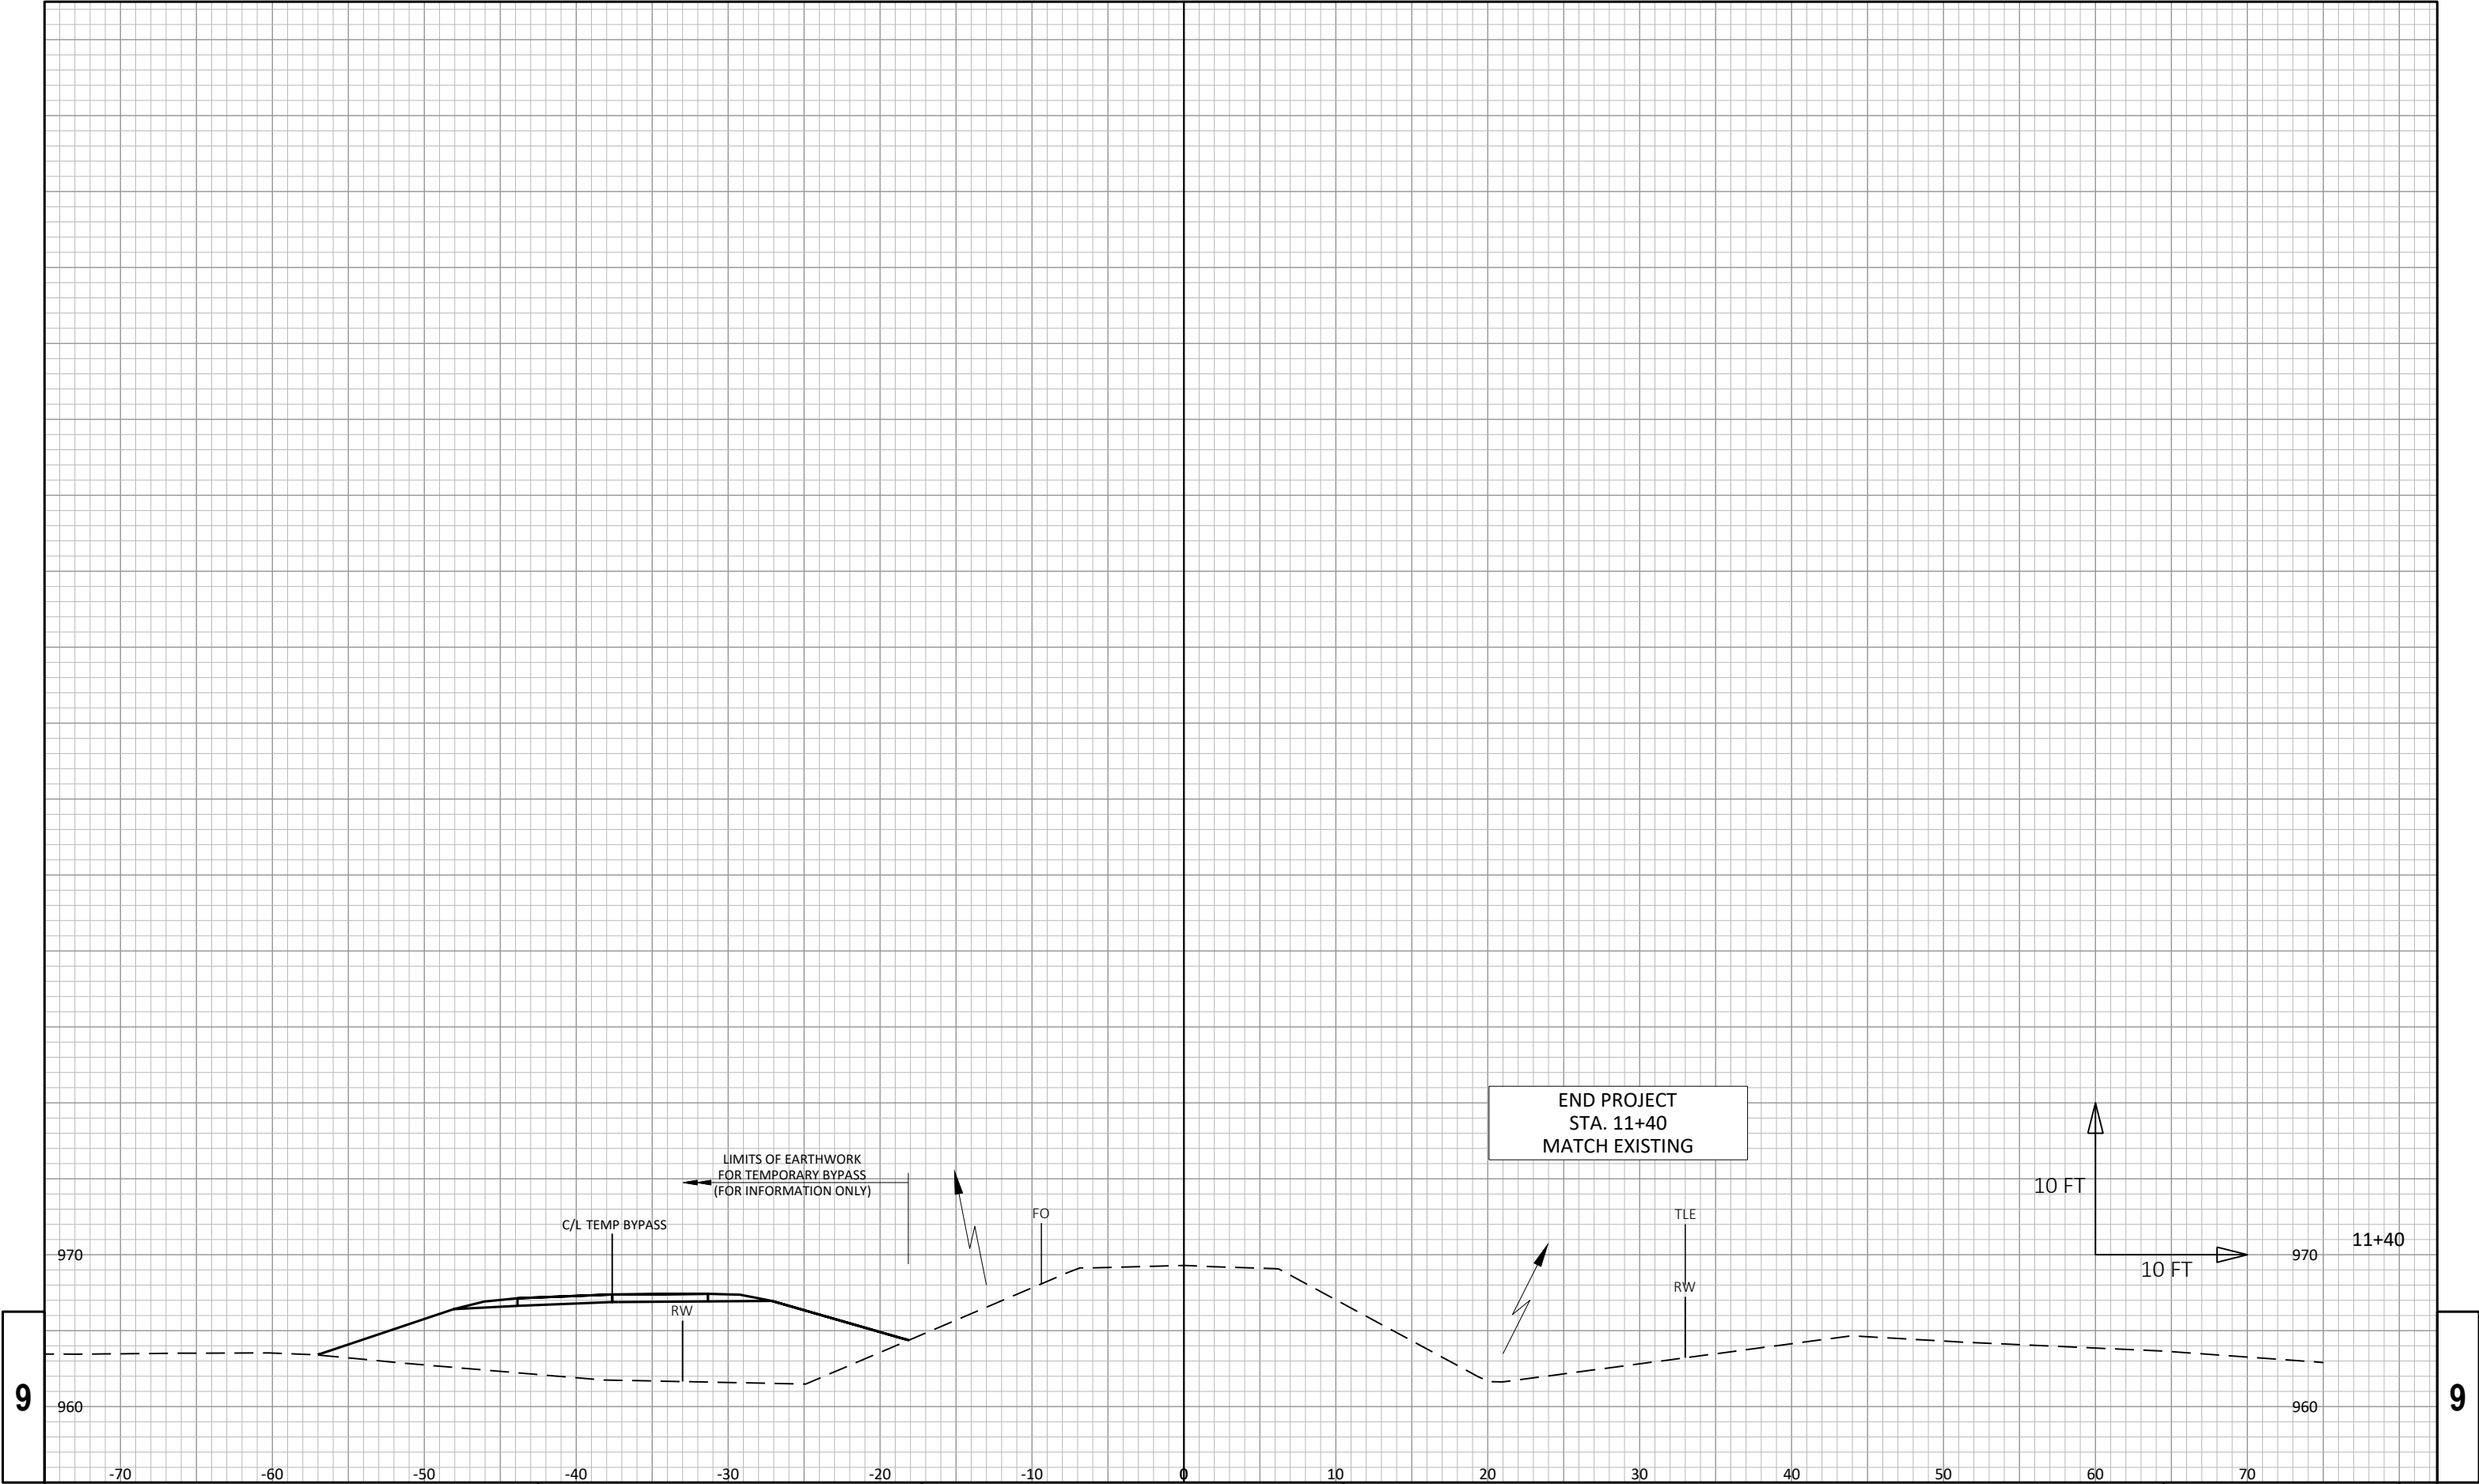 END PROJECT
STA. 11+40
MATCH EXISTING
LIMITS OF EARTHWORK
FOR TEMPORARY BYPASS
(FOR INFORMATION ONLY)
10 FT
FO
TLE
C/L TEMP BYPASS
11+40
970
970
10 FT
RW
RW
9
9
960
960
-70
-60
-50
-40
-30
-20
-10
0
10
20
30
40
50
60
70